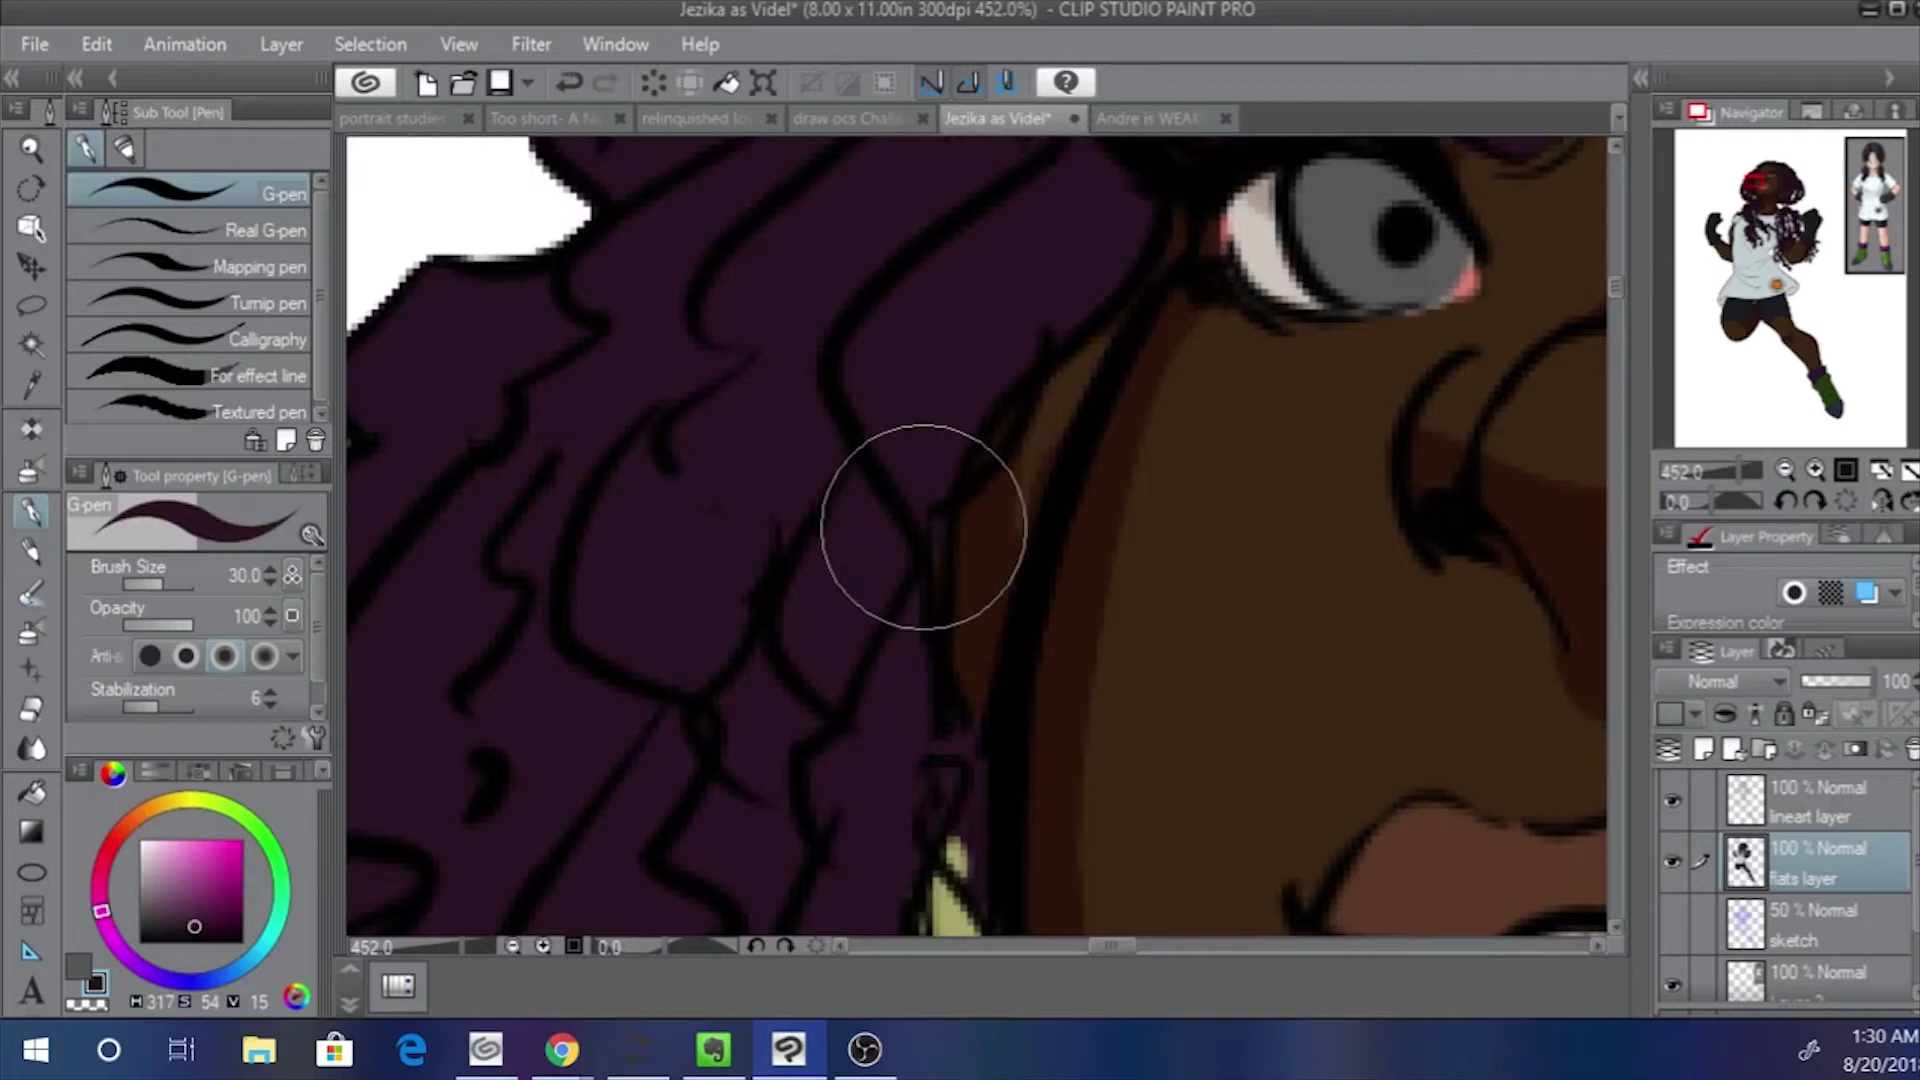 Jezika as Videl* (8.00 x 11.00in 300dpi 452.0%) - CLIP STUDIO PAINT PRO
File Edit Animation Layer Selection View Filter Window Help
Sub Tool [Pen]
portrait studies Too short- A N relinquished lo draw ocs Chall Jezika as Videl* Andre is WEAK
Navigator
G-pen
Real G-pen
Mapping pen
Turnip pen
Calligraphy
For effect line
Textured pen
Tool property [G-pen]
G-pen
Brush Size 30.0
Opacity 100
Anti-
Stabilization 6
H 317 S 54 V 15
452.0 0.0
452.0
0.0
Layer Property
Effect
Expression color
Layer
Normal 100
100 % Normal
lineart layer
100 % Normal
flats layer
50 % Normal
sketch
100 % Normal
A
1:30 AM
8/20/201